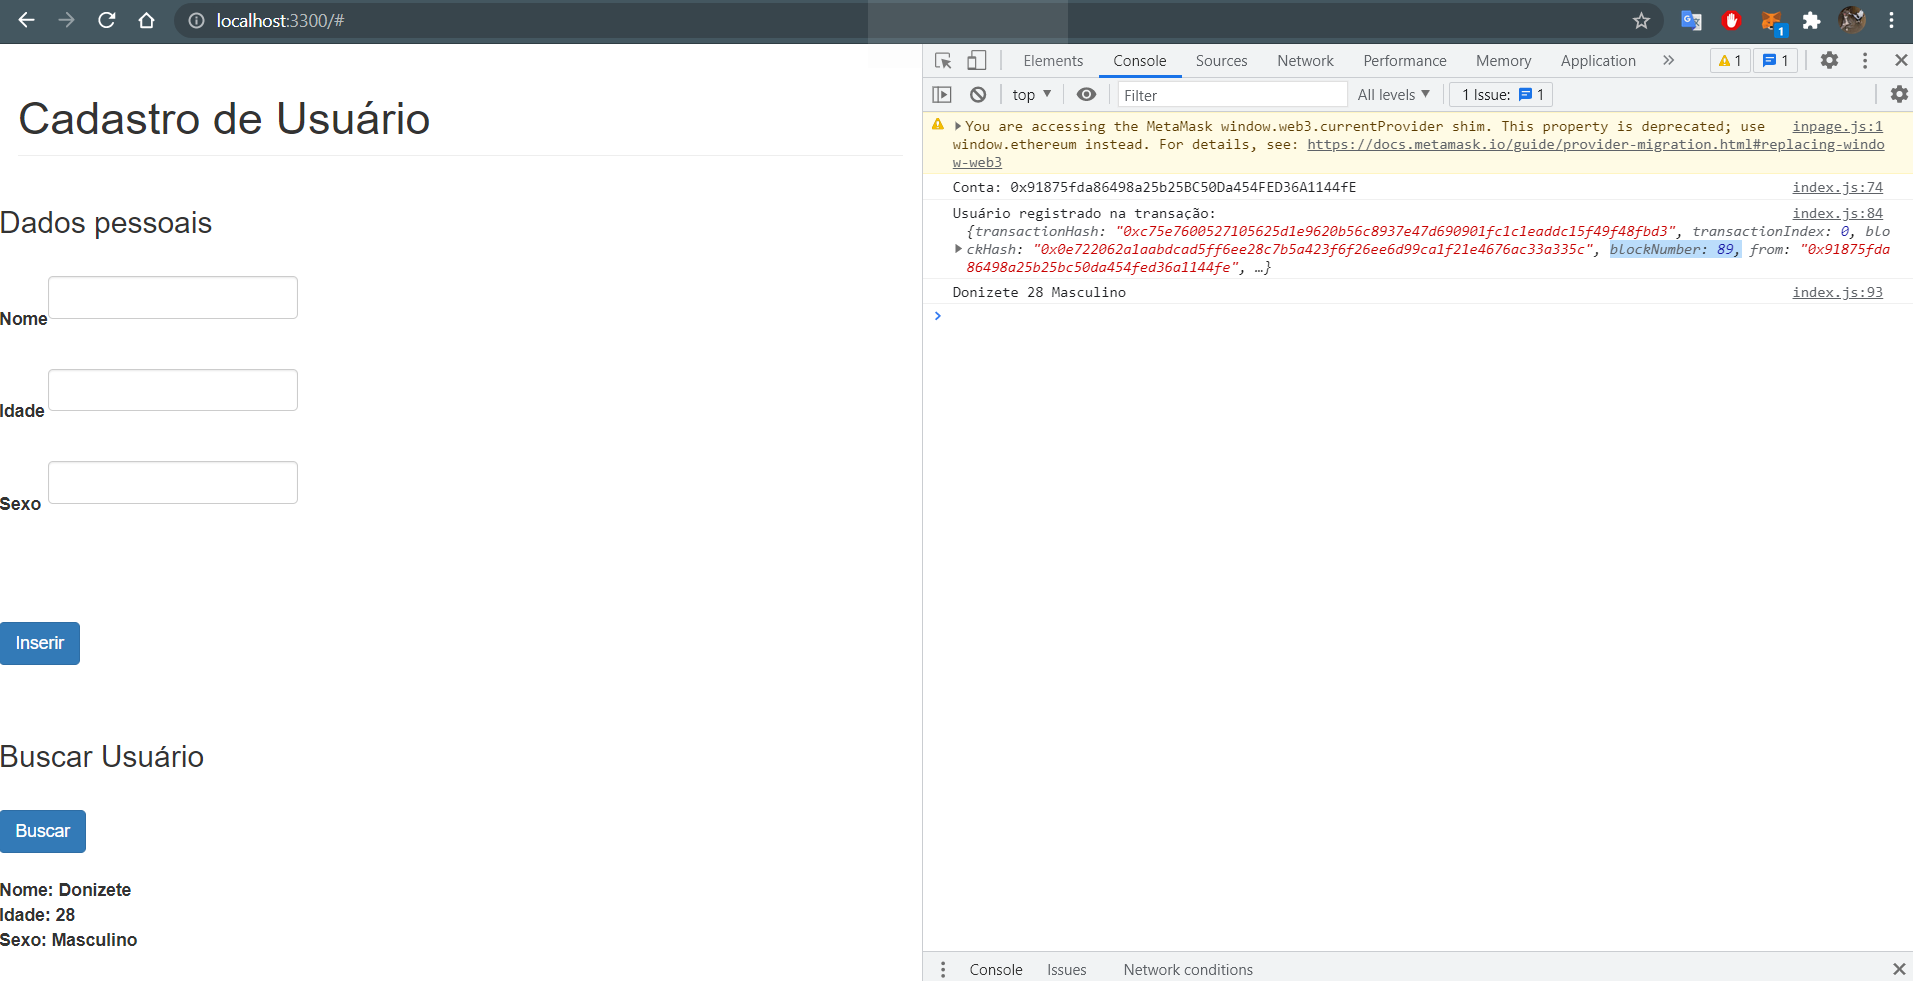 localhost:3300/#
Cadastro de Usuário
Dados pessoais
Nome
Idade
Sexo
Inserir
Buscar Usuário
Buscar
Nome: Donizete
Idade: 28
Sexo: Masculino
Elements Console Sources Network Performance Memory Application » 1 1
top Filter All levels 1 Issue: 1
You are accessing the MetaMask window.web3.currentProvider shim. This property is deprecated; use inpage.js:1
window.ethereum instead. For details, see: https://docs.metamask.io/guide/provider-migration.html#replacing-windo
w-web3
Conta: 0x91875fda86498a25b25BC50Da454FED36A1144fE index.js:74
Usuário registrado na transação: index.js:84
{transactionHash: "0xc75e7600527105625d1e9620b56c8937e47d690901fc1c1eaddc15f49f48fbd3", transactionIndex: 0, blo
ckHash: "0x0e722062a1aabdcad5ff6ee28c7b5a423f6f26ee6d99ca1f21e4676ac33a335c", blockNumber: 89, from: "0x91875fda
86498a25b25bc50da454fed36a1144fe", …}
Donizete 28 Masculino index.js:93
Console Issues Network conditions